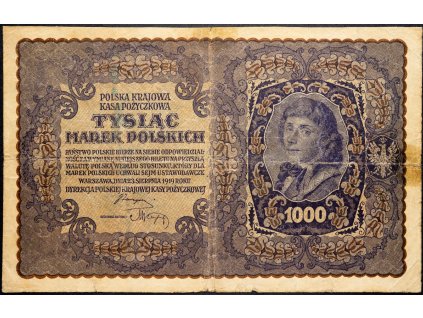 POLSKA KRAJOWA
KASA POŻYCZKOWA
TYSIĄC
MAREK POLSKICH
PAŃSTWO POLSKIE BIERZE NA SIEBIE ODPOWIEDZIAL-
NOŚĆ ZA WYMIANĘ NINIEJSZEGO BILETU NA PRZYSZŁĄ
WALUTĘ POLSKĄ WEDŁUG STOSUNKU, KTÓRY DLA
MAREK POLSKICH UCHWALI SEJM USTAWODAWCZY
WARSZAWA, DNIA 23 SIERPNIA 1919 ROKU
DYREKCJA POLSKIEJ KRAJOWEJ KASY POŻYCZKOWEJ
1000